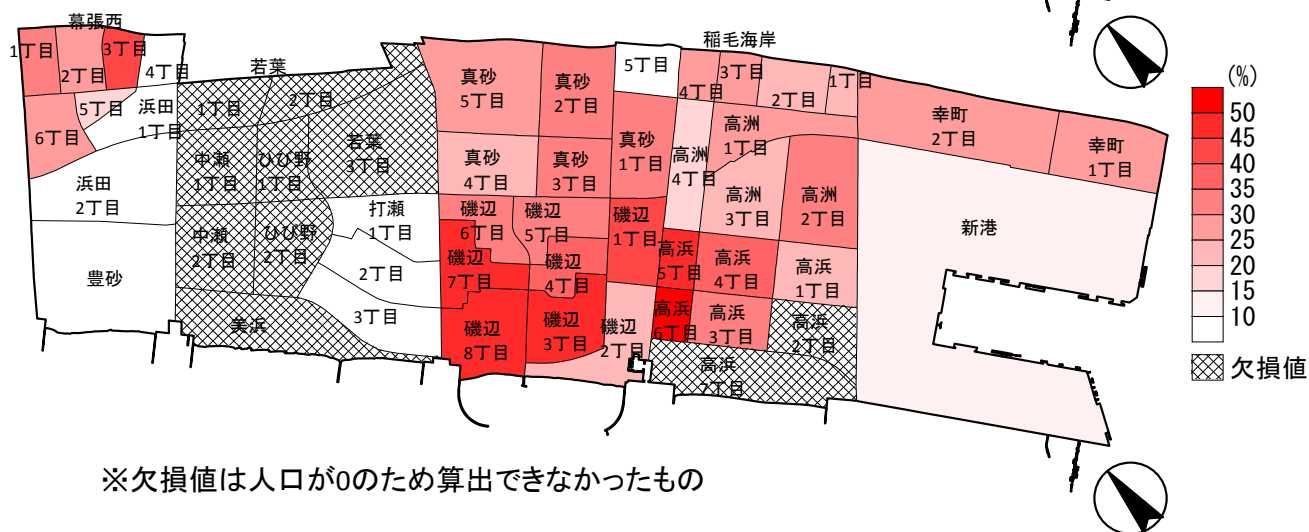 幕張西
1丁目
2丁目
3丁目
4丁目
5丁目
6丁目
浜田
1丁目
浜田
2丁目
豊砂
若葉
1丁目
2丁目
若葉
3丁目
中瀬
1丁目
ひび野
1丁目
中瀬
2丁目
ひび野
2丁目
美浜
打瀬
1丁目
2丁目
3丁目
真砂
5丁目
真砂
2丁目
真砂
1丁目
真砂
4丁目
真砂
3丁目
磯辺
6丁目
磯辺
5丁目
磯辺
1丁目
磯辺
7丁目
磯辺
4丁目
磯辺
8丁目
磯辺
3丁目
磯辺
2丁目
稲毛海岸
5丁目
4丁目
3丁目
2丁目
1丁目
高洲
1丁目
高洲
4丁目
高洲
3丁目
高洲
2丁目
高浜
5丁目
高浜
4丁目
高浜
1丁目
高浜
6丁目
高浜
3丁目
高浜
2丁目
高浜
7丁目
幸町
2丁目
幸町
1丁目
新港
(%)
50
45
40
35
30
25
20
15
10
欠損値
※欠損値は人口が0のため算出できなかったもの